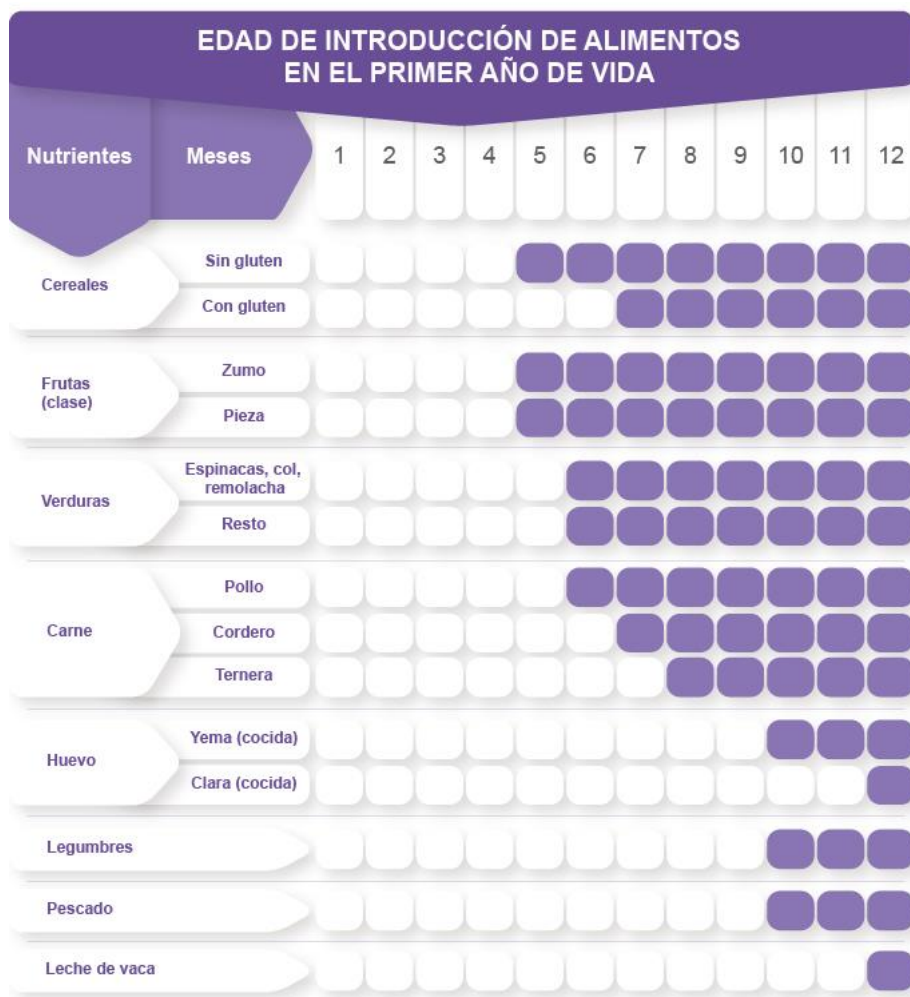 EDAD DE INTRODUCCIÓN DE ALIMENTOS
EN EL PRIMER AÑO DE VIDA
Nutrientes Meses 1 2 3 4 5 6 7 8 9 10 11 12
Cereales
Sin gluten
Con gluten
Frutas
(clase)
Zumo
Pieza
Verduras
Espinacas, col,
remolacha
Resto
Carne
Pollo
Cordero
Ternera
Huevo
Yema (cocida)
Clara (cocida)
Legumbres
Pescado
Leche de vaca